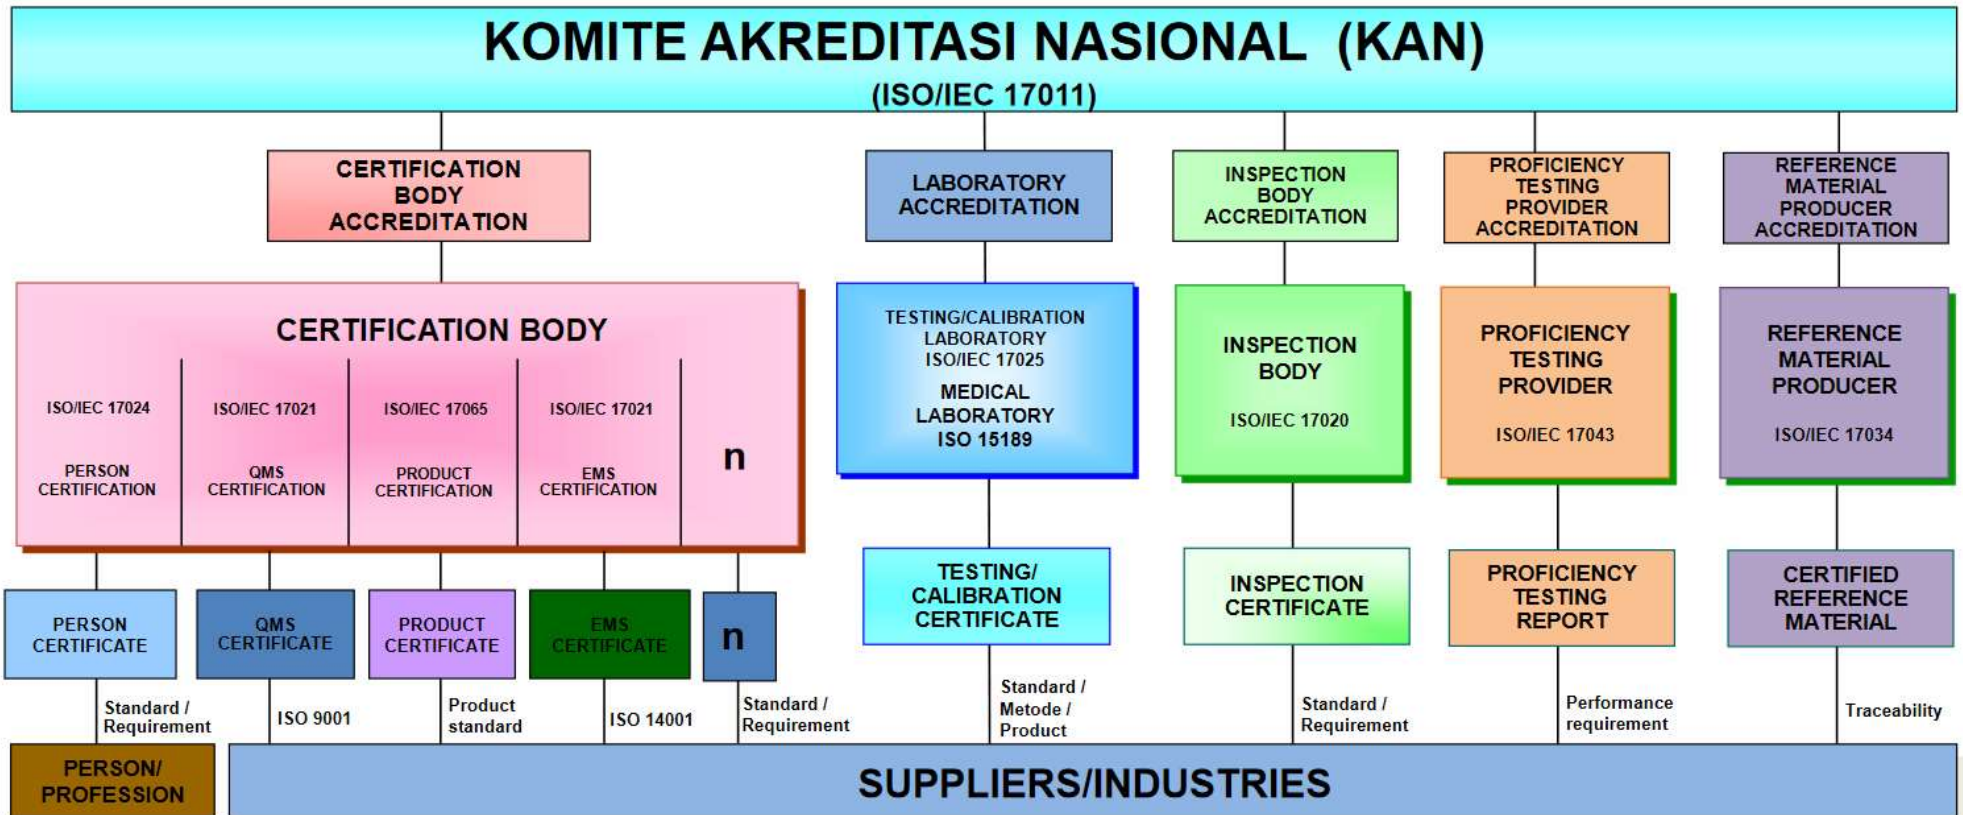 KOMITE AKREDITASI NASIONAL (KAN)
(ISO/IEC 17011)
CERTIFICATION
BODY
ACCREDITATION
LABORATORY
ACCREDITATION
INSPECTION
BODY
ACCREDITATION
PROFICIENCY
TESTING
PROVIDER
ACCREDITATION
REFERENCE
MATERIAL
PRODUCER
ACCREDITATION
CERTIFICATION BODY
ISO/IEC 17024
PERSON
CERTIFICATION
ISO/IEC 17021
QMS
CERTIFICATION
ISO/IEC 17065
PRODUCT
CERTIFICATION
ISO/IEC 17021
EMS
CERTIFICATION
n
TESTING/CALIBRATION
LABORATORY
ISO/IEC 17025
MEDICAL
LABORATORY
ISO 15189
INSPECTION
BODY
ISO/IEC 17020
PROFICIENCY
TESTING
PROVIDER
ISO/IEC 17043
REFERENCE
MATERIAL
PRODUCER
ISO/IEC 17034
PERSON
CERTIFICATE
QMS
CERTIFICATE
PRODUCT
CERTIFICATE
EMS
CERTIFICATE
n
TESTING/
CALIBRATION
CERTIFICATE
INSPECTION
CERTIFICATE
PROFICIENCY
TESTING
REPORT
CERTIFIED
REFERENCE
MATERIAL
Standard /
Requirement
ISO 9001
Product
standard
ISO 14001
Standard /
Requirement
Standard /
Metode /
Product
Standard /
Requirement
Performance
requirement
Traceability
PERSON/
PROFESSION
SUPPLIERS/INDUSTRIES